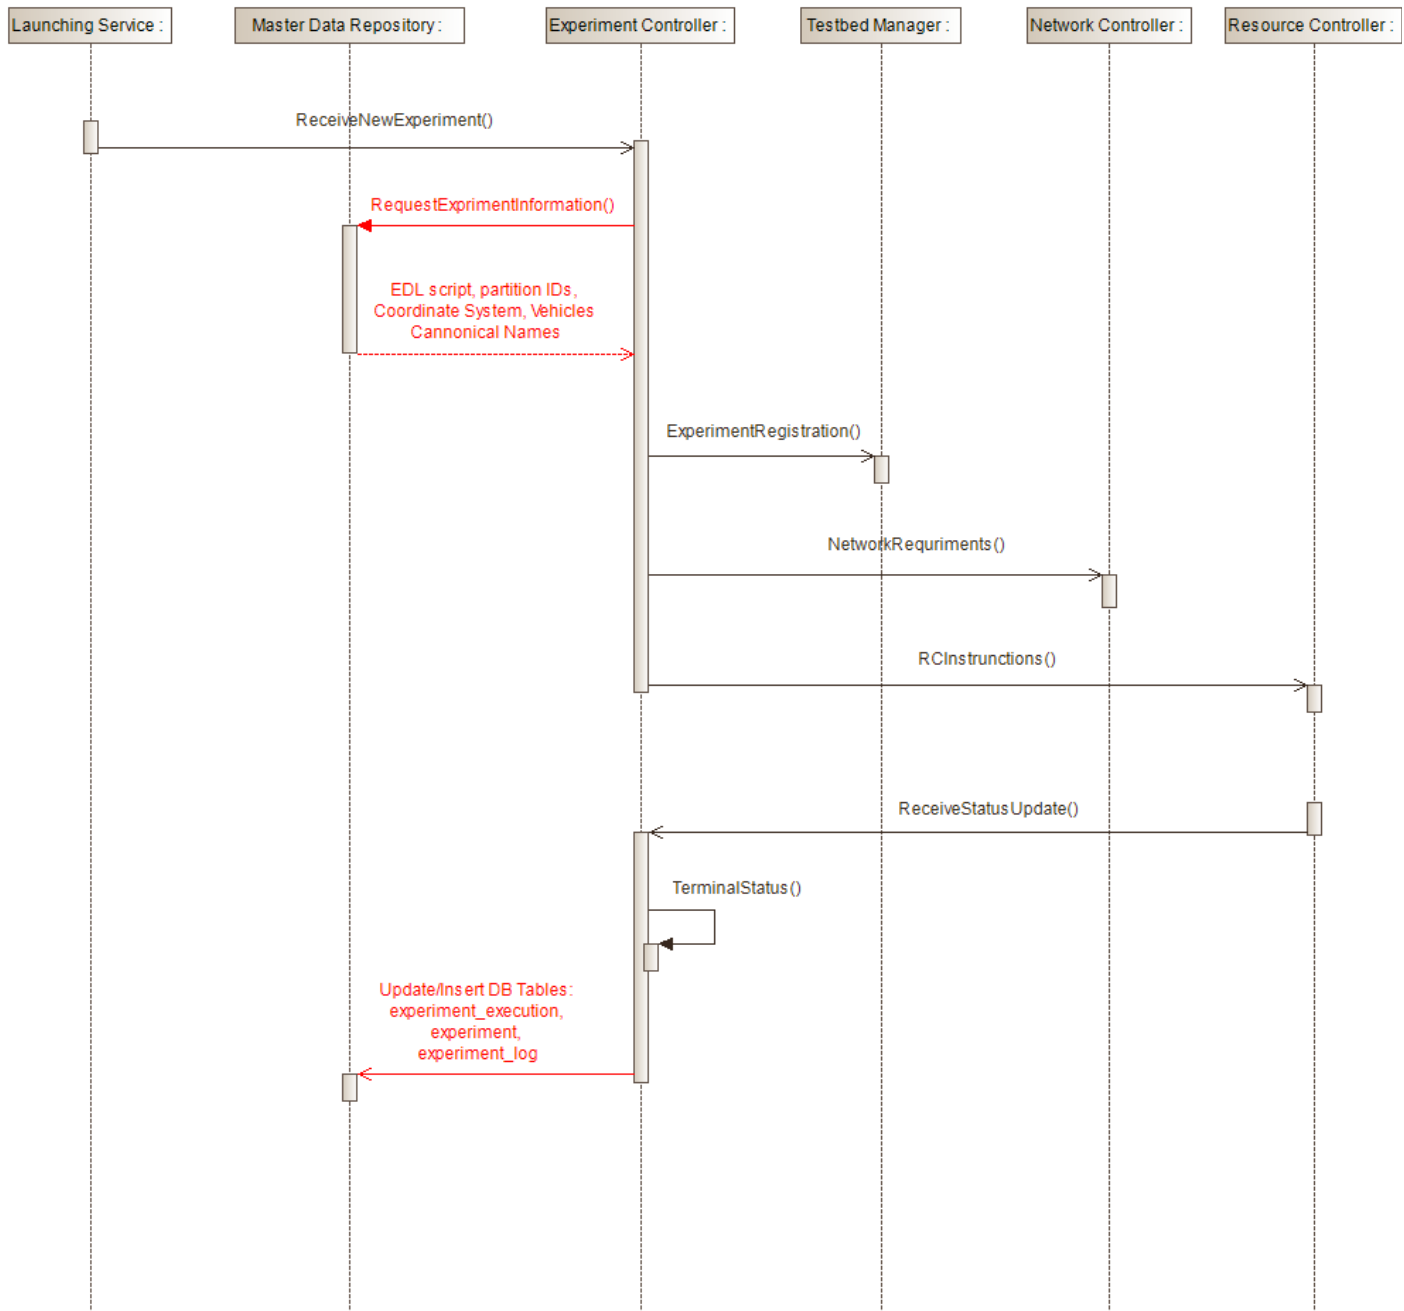 Launching Service :
Master Data Repository :
Experiment Controller :
Testbed Manager :
Network Controller :
Resource Controller :
ReceiveNewExperiment()
RequestExprimentInformation()
EDL script, partition IDs,
Coordinate System, Vehicles
Cannonical Names
ExperimentRegistration()
NetworkRequriments()
RCInstrunctions()
ReceiveStatusUpdate()
TerminalStatus()
Update/Insert DB Tables:
experiment_execution,
experiment,
experiment_log